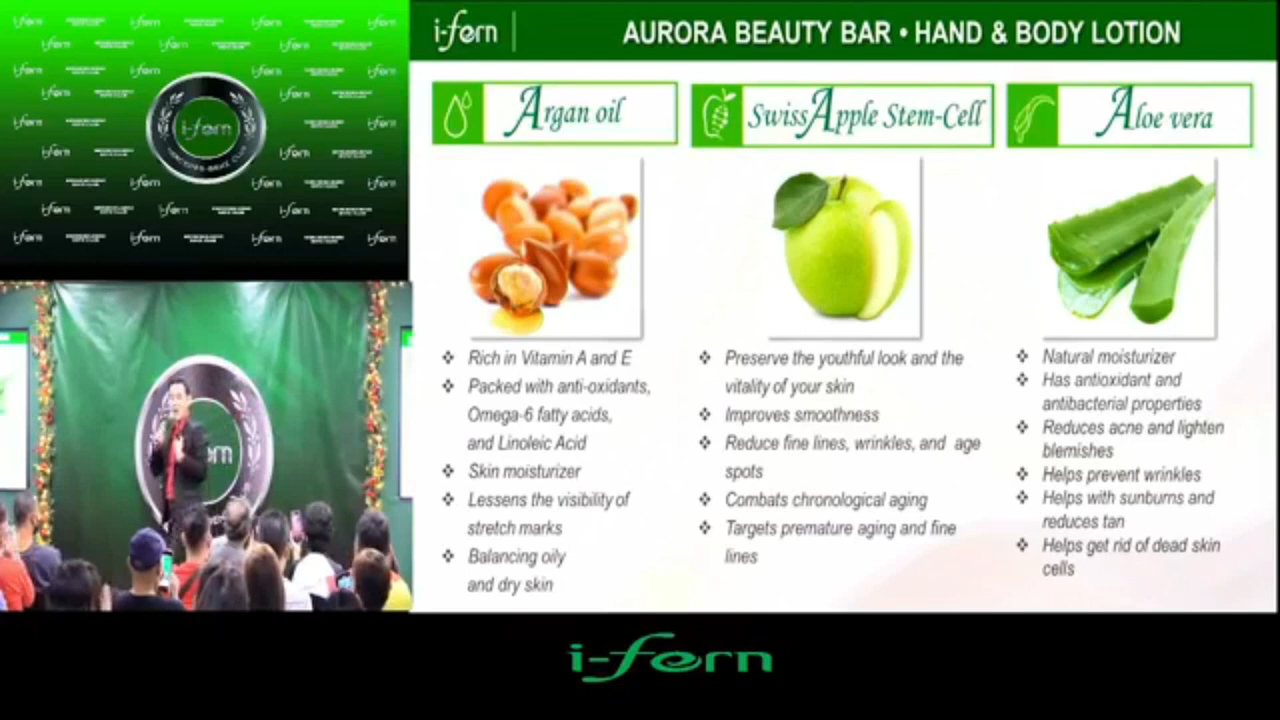 i-fern
AURORA BEAUTY BAR • HAND & BODY LOTION
Argan oil
Swiss Apple Stem-Cell
Aloe vera
❖ Rich in Vitamin A and E
❖ Packed with anti-oxidants,
Omega-6 fatty acids,
and Linoleic Acid
❖ Skin moisturizer
❖ Lessens the visibility of
stretch marks
❖ Balancing oily
and dry skin
❖ Preserve the youthful look and the
vitality of your skin
❖ Improves smoothness
❖ Reduce fine lines, wrinkles, and age
spots
❖ Combats chronological aging
❖ Targets premature aging and fine
lines
❖ Natural moisturizer
❖ Has antioxidant and
antibacterial properties
❖ Reduces acne and lighten
blemishes
❖ Helps prevent wrinkles
❖ Helps with sunburns and
reduces tan
❖ Helps get rid of dead skin
cells
i-fern
i-fern